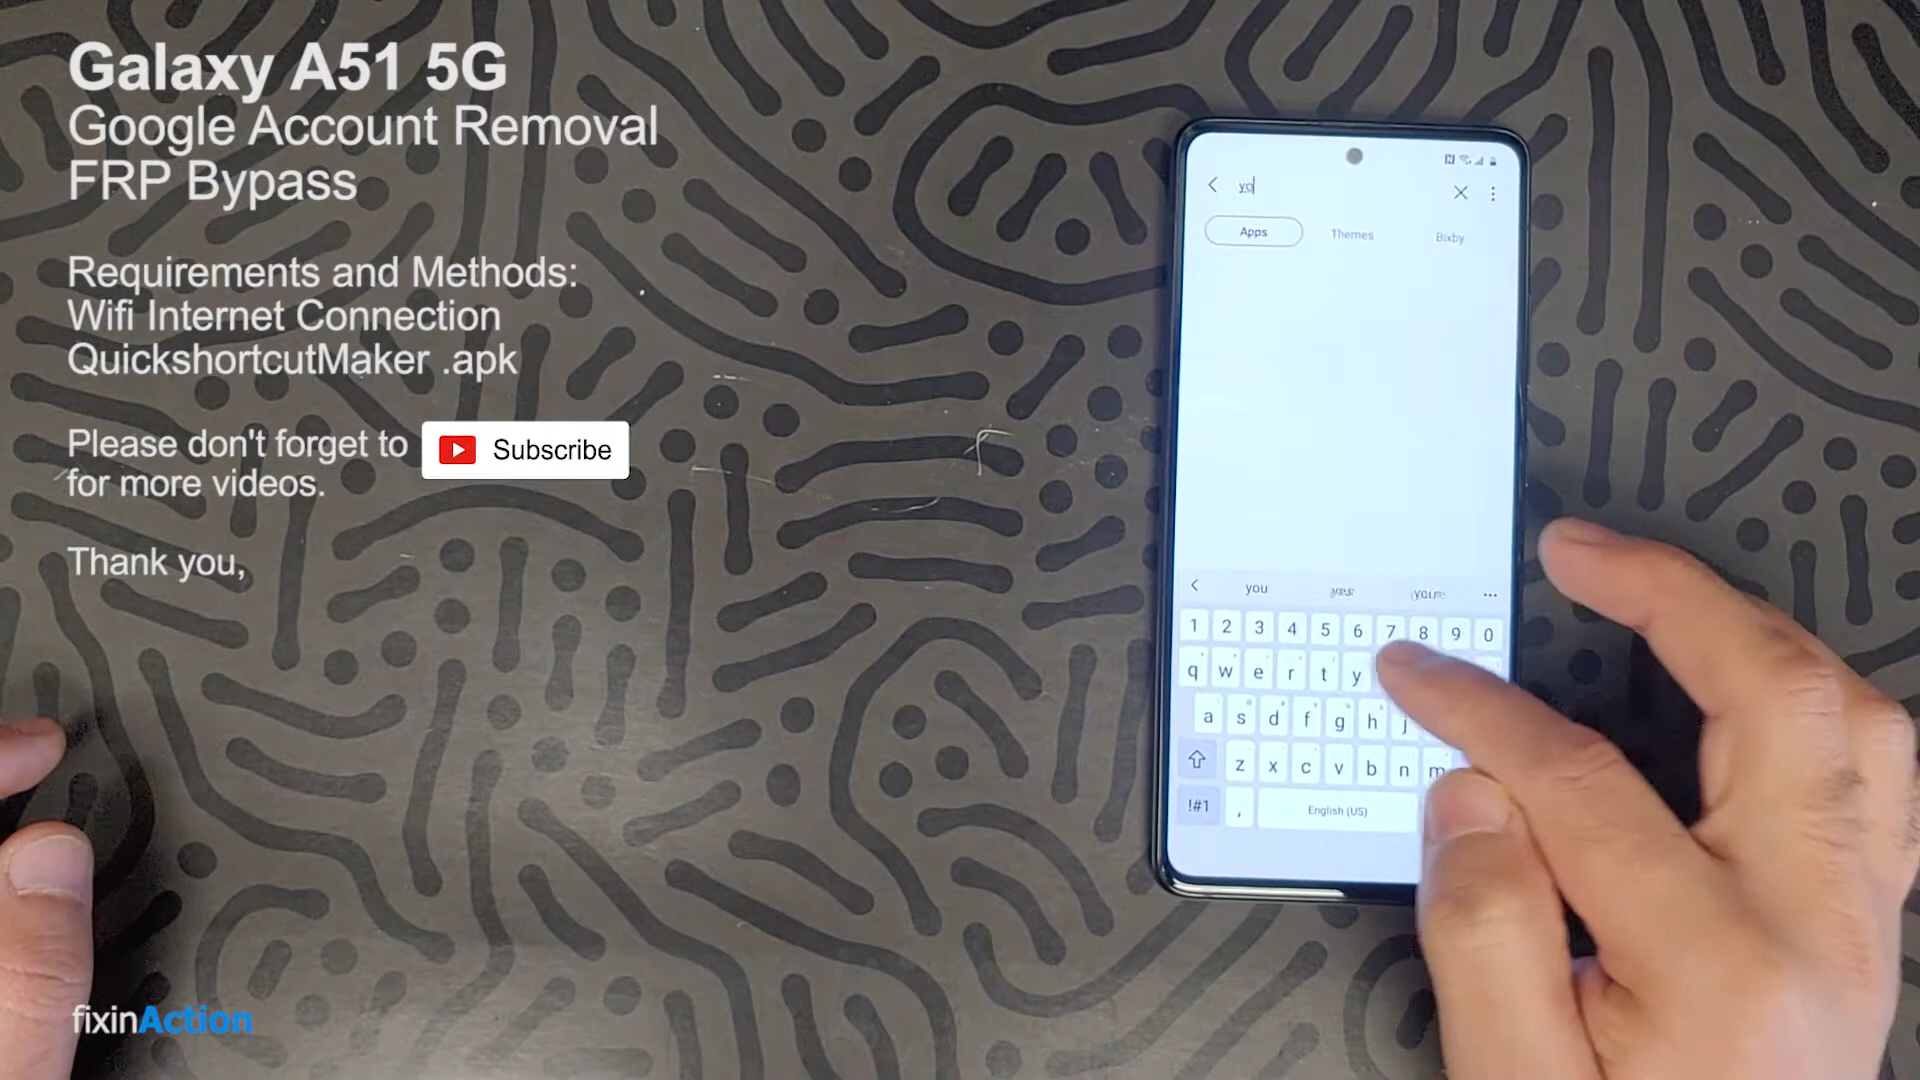 Galaxy A51 5G
Google Account Removal
FRP Bypass
Requirements and Methods:
Wifi Internet Connection
QuickshortcutMaker .apk
Please don't forget to Subscribe
for more videos.
Thank you,
fixinAction
yo
Apps Themes Bixby
you your
1 2 3 4 5 6 7 8 9 0
q w e r t y
a s d f g h j
z x c v b n m
!#1 , English (US)